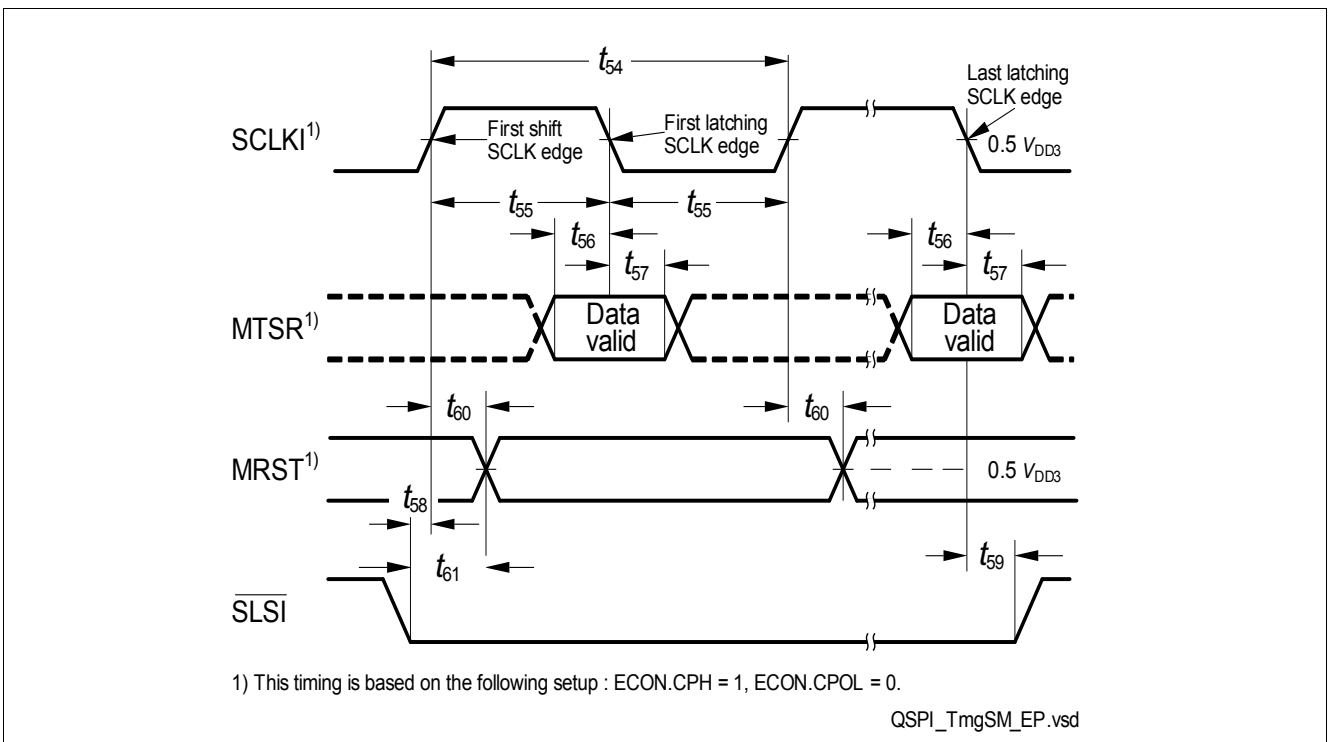 t54
Last latching
SCLK edge
SCLKI1)
First shift
SCLK edge
First latching
SCLK edge
0.5 VDD3
t55
t55
t56
t56
t57
t57
MTSR1)
Data
valid
Data
valid
t60
t60
MRST1)
0.5 VDD3
t58
t61
t59
SLSI
1) This timing is based on the following setup : ECON.CPH = 1, ECON.CPOL = 0.
QSPI_TmgSM_EP.vsd